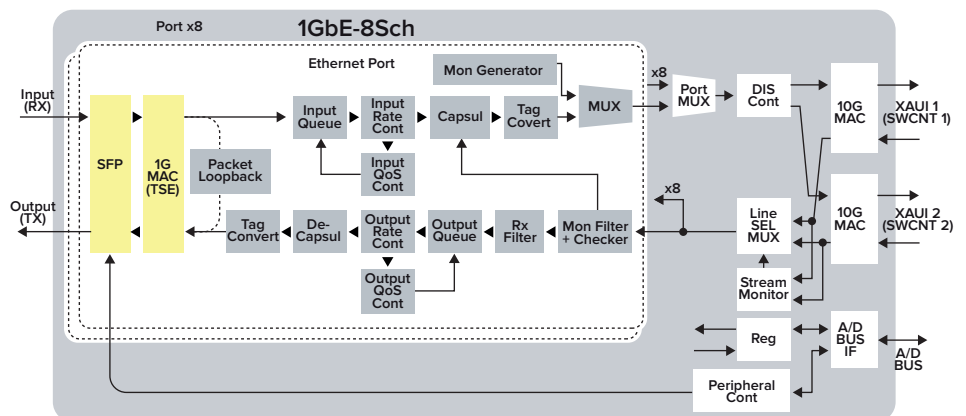 Port x8
1GbE-8Sch
Ethernet Port
Mon Generator
x8
Port
MUX
DIS
Cont
10G
MAC
XAUI 1
(SWCNT 1)
Input
(RX)
SFP
1G
MAC
(TSE)
Packet
Loopback
Input
Queue
Input
Rate
Cont
Capsul
Tag
Covert
MUX
Input
QoS
Cont
x8
Output
(TX)
Tag
Convert
De-
Capsul
Output
Rate
Cont
Output
Queue
Rx
Filter
Mon Filter
+ Checker
Line
SEL
MUX
10G
MAC
XAUI 2
(SWCNT 2)
Output
QoS
Cont
Stream
Monitor
Reg
A/D
BUS
IF
A/D
BUS
Peripheral
Cont